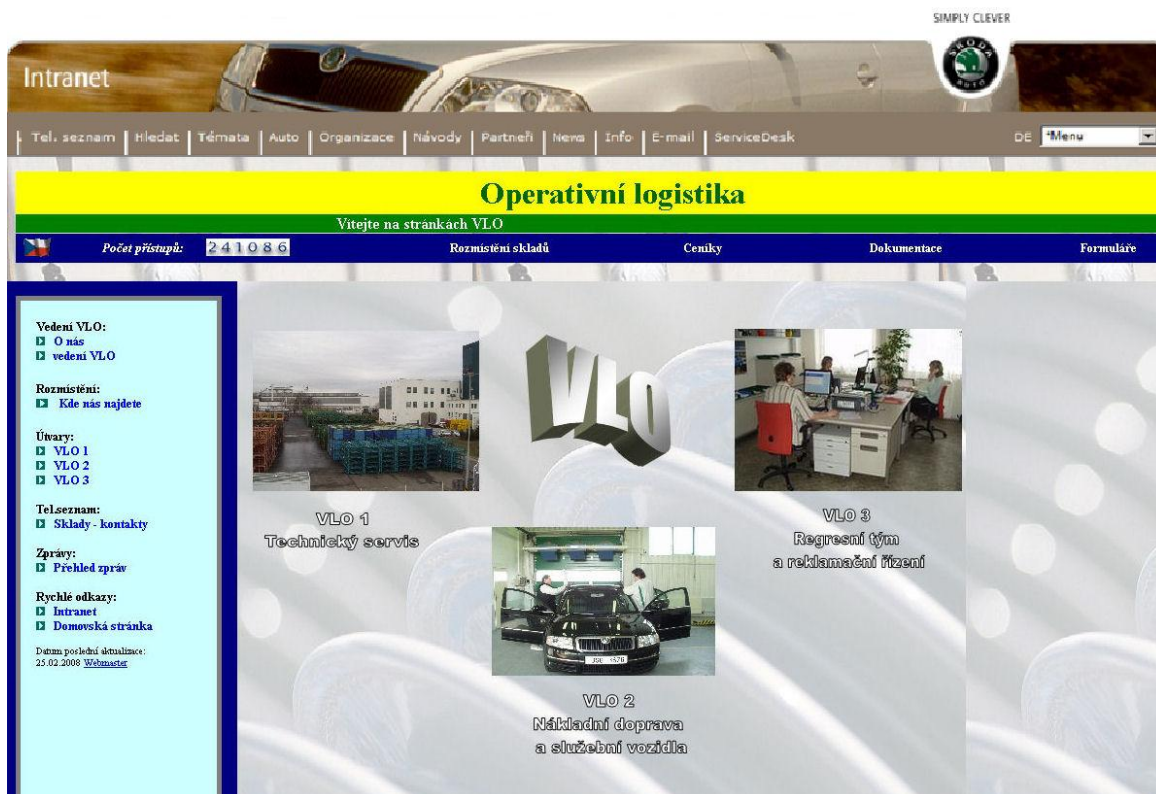 SIMPLY CLEVER
ŠKODA
AUTO
Intranet
Tel. seznam | Hledat | Témata | Auto | Organizace | Návody | Partneři | News | Info | E-mail | ServiceDesk
DE *Menu
Operativní logistika
Vítejte na stránkách VLO
Počet přístupů: 241086 Rozmístění skladů Ceníky Dokumentace Formuláře
Vedení VLO:
O nás
vedení VLO
Rozmístění:
Kde nás najdete
Útvary:
VLO 1
VLO 2
VLO 3
Tel.seznam:
Sklady - kontakty
Zprávy:
Přehled zpráv
Rychlé odkazy:
Intranet
Domovská stránka
Datum poslední aktualizace:
25.02.2008 Webmaster
VLO
VLO 1
Technický servis
VLO 3
Regresní tým
a reklamační řízení
VLO 2
Nákladní doprava
a služební vozidla